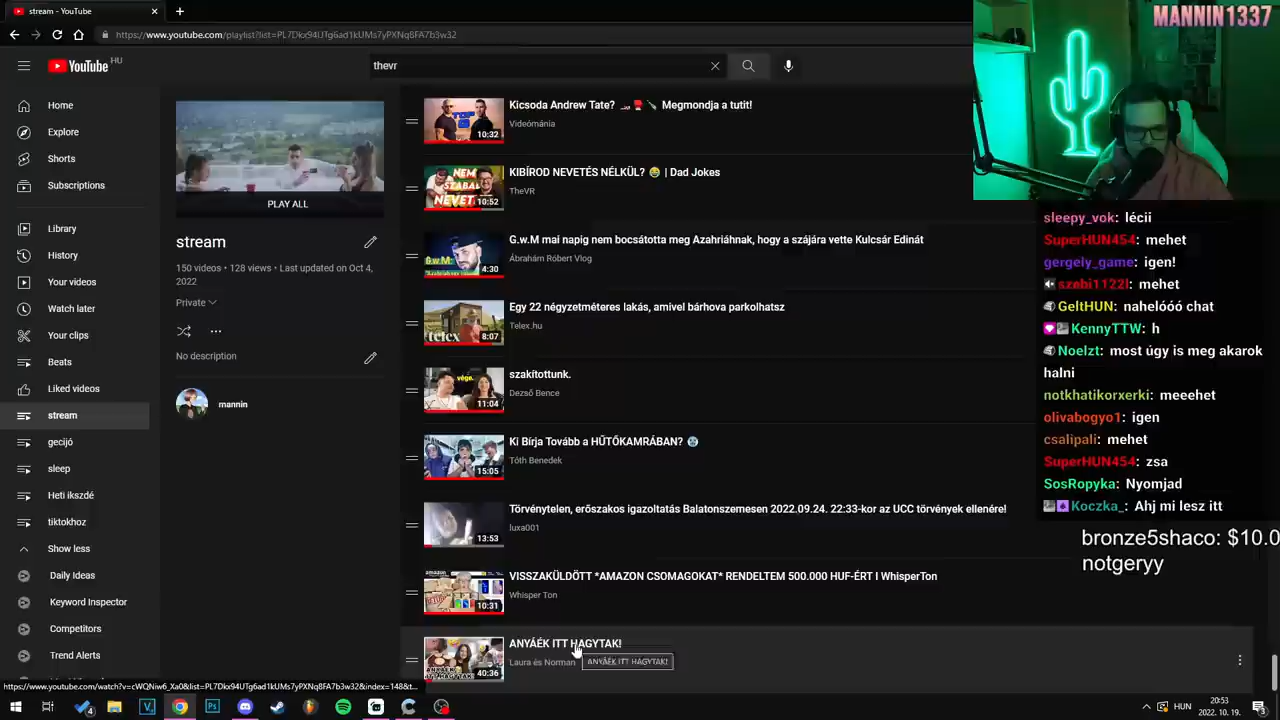 stream - YouTube
MANNIN1337
https://www.youtube.com/playlist?list=PL7Dkx94UTg6ad1kUMs7yPXNq8FA7b3w32
YouTube HU
thevr
Home
Explore
Shorts
Subscriptions
Library
History
Your videos
Watch later
Your clips
Beats
Liked videos
stream
gecijó
sleep
Heti ikszdé
tiktokhoz
Show less
Daily Ideas
Keyword Inspector
Competitors
Trend Alerts
PLAY ALL
stream
150 videos • 128 views • Last updated on Oct 4,
2022
Private
No description
mannin
Kicsoda Andrew Tate? Megmondja a tutit!
Videómánia
10:32
KIBÍROD NEVETÉS NÉLKÜL? 😂 | Dad Jokes
TheVR
NEM
SZABAD
NEVETNI
10:52
G.w.M mai napig nem bocsátotta meg Azahriáhnak, hogy a szájára vette Kulcsár Edinát
Ábrahám Róbert Vlog
G.w.M:
4:30
Egy 22 négyzetméteres lakás, amivel bárhova parkolhatsz
Telex.hu
telex
8:07
szakítottunk.
Dezső Bence
vége.
11:04
Ki Bírja Tovább a HŰTŐKAMRÁBAN? 🥶
Tóth Benedek
15:05
Törvénytelen, erőszakos igazoltatás Balatonszemesen 2022.09.24. 22:33-kor az UCC törvények ellenére!
luxa001
13:53
VISSZAKÜLDÖTT *AMAZON CSOMAGOKAT* RENDELTEM 500.000 HUF-ÉRT I WhisperTon
Whisper Ton
10:31
ANYÁÉK ITT HAGYTAK!
Laura és Norman
ANYÁÉK ITT HAGYTAK!
40:36
sleepy_vok: lécii
SuperHUN454: mehet
gergely_game: igen!
szebi1122l: mehet
GeltHUN: nahelóóó chat
KennyTTW: h
Noelzt: most úgy is meg akarok
halni
notkhatikorxerki: meeehet
olivabogyo1: igen
csalipali: mehet
SuperHUN454: zsa
SosRopyka: Nyomjad
Koczka_: Ahj mi lesz itt
bronze5shaco: $10.0
notgeryy
https://www.youtube.com/watch?v=cWQNiw6_Xa0&list=PL7Dkx94UTg6ad1kUMs7yPXNq8FA7b3w32&index=148&t...
HUN
20:53
2022. 10. 19.